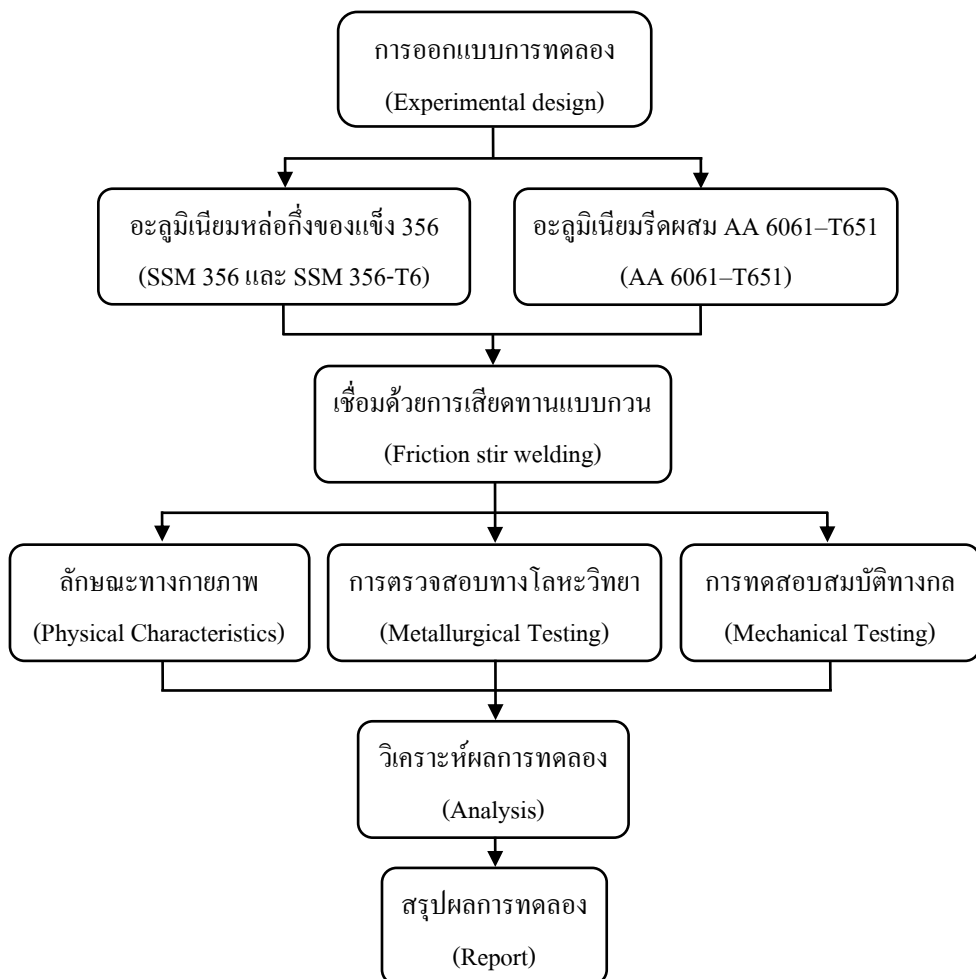 การออกแบบการทดลอง
(Experimental design)
อะลูมิเนียมหล่อกึ่งของแข็ง 356
(SSM 356 และ SSM 356-T6)
อะลูมิเนียมรีดผสม AA 6061–T651
(AA 6061–T651)
เชื่อมด้วยการเสียดทานแบบกวน
(Friction stir welding)
ลักษณะทางกายภาพ
(Physical Characteristics)
การตรวจสอบทางโลหะวิทยา
(Metallurgical Testing)
การทดสอบสมบัติทางกล
(Mechanical Testing)
วิเคราะห์ผลการทดลอง
(Analysis)
สรุปผลการทดลอง
(Report)